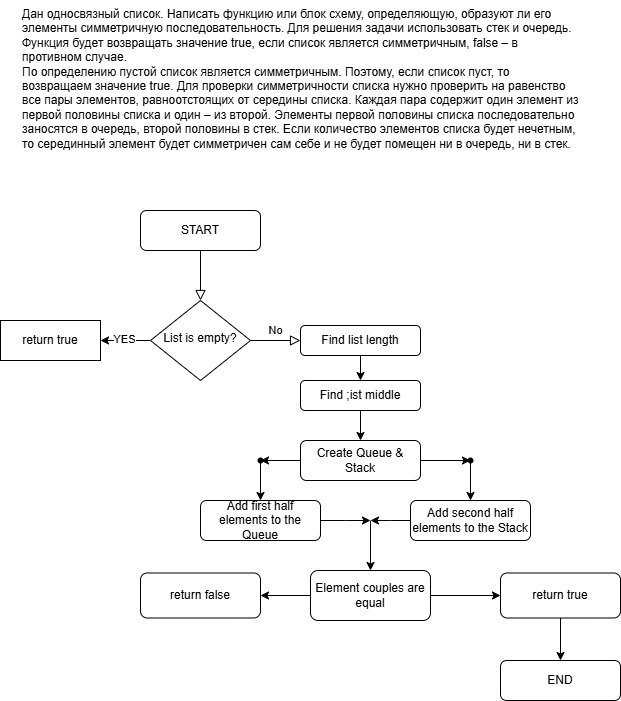 Дан односвязный список. Написать функцию или блок схему, определяющую, образуют ли его
элементы симметричную последовательность. Для решения задачи использовать стек и очередь.
Функция будет возвращать значение true, если список является симметричным, false – в
противном случае.
По определению пустой список является симметричным. Поэтому, если список пуст, то
возвращаем значение true. Для проверки симметричности списка нужно проверить на равенство
все пары элементов, равноотстоящих от середины списка. Каждая пара содержит один элемент из
первой половины списка и один – из второй. Элементы первой половины списка последовательно
заносятся в очередь, второй половины в стек. Если количество элементов списка будет нечетным,
то серединный элемент будет симметричен сам себе и не будет помещен ни в очередь, ни в стек.
START
List is empty?
YES
return true
No
Find list length
Find ;ist middle
Create Queue &
Stack
Add first half
elements to the
Queue
Add second half
elements to the Stack
Element couples are
equal
return false
return true
END